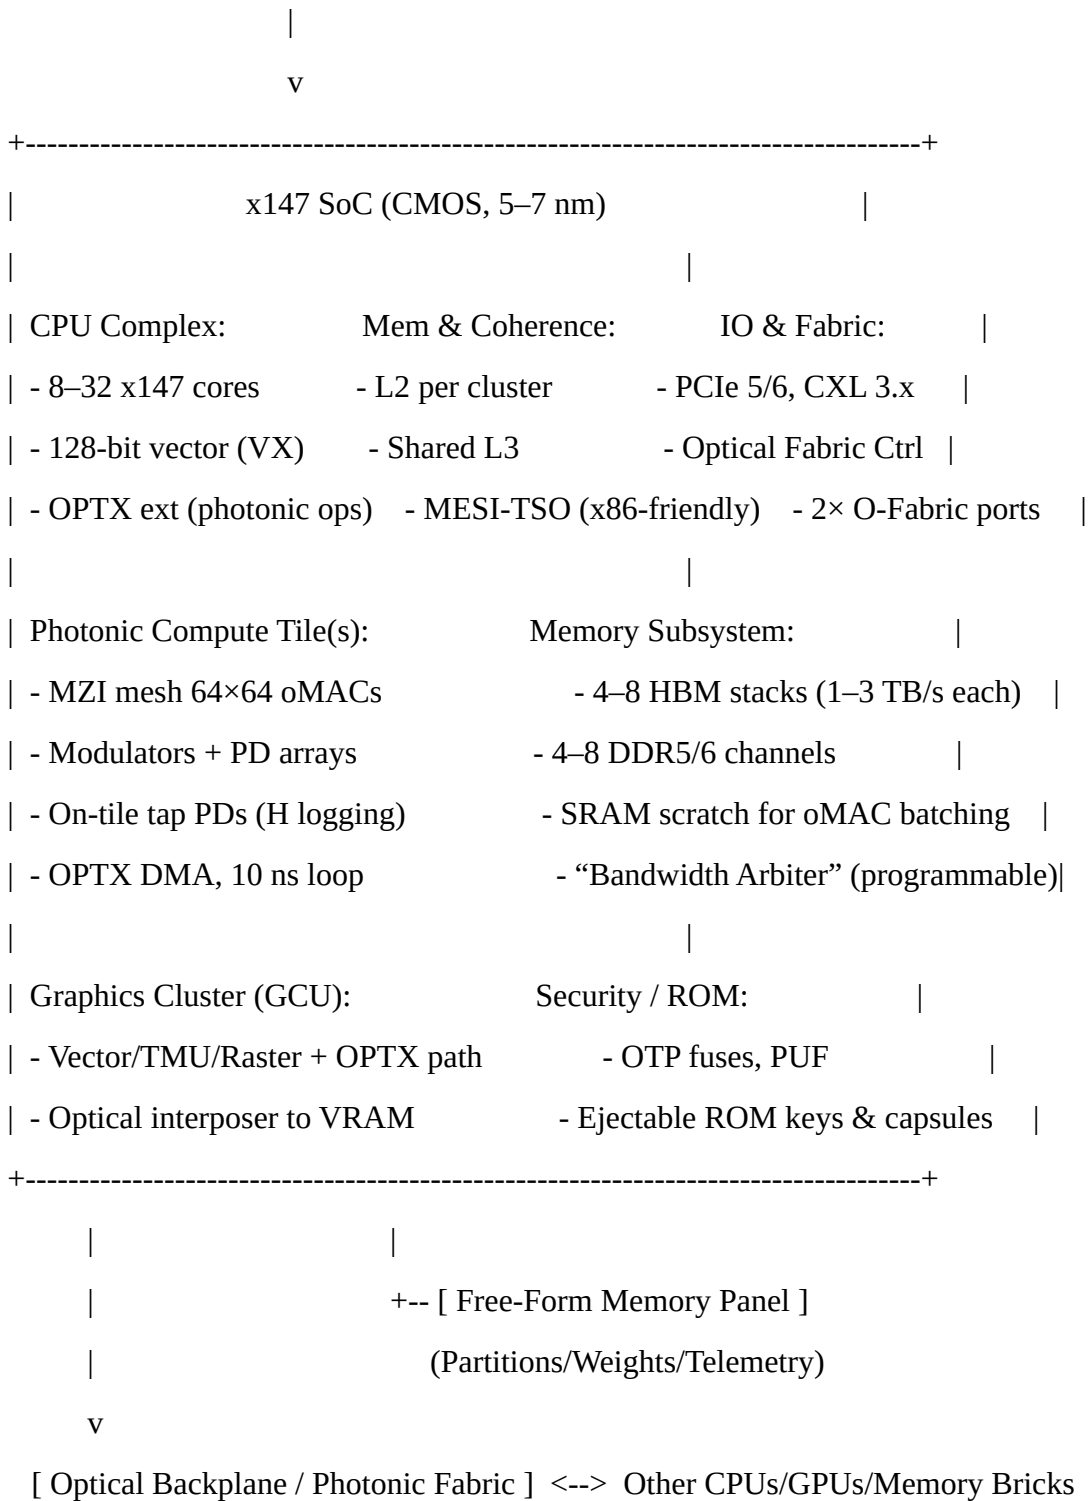 |
v
+------------------------------------------------------------------------------------+
| x147 SoC (CMOS, 5–7 nm) |
| |
| CPU Complex: Mem & Coherence: IO & Fabric: |
| - 8–32 x147 cores - L2 per cluster - PCIe 5/6, CXL 3.x |
| - 128-bit vector (VX) - Shared L3 - Optical Fabric Ctrl |
| - OPTX ext (photonic ops) - MESI-TSO (x86-friendly) - 2× O-Fabric ports |
| |
| Photonic Compute Tile(s): Memory Subsystem: |
| - MZI mesh 64×64 oMACs - 4–8 HBM stacks (1–3 TB/s each) |
| - Modulators + PD arrays - 4–8 DDR5/6 channels |
| - On-tile tap PDs (H logging) - SRAM scratch for oMAC batching |
| - OPTX DMA, 10 ns loop - “Bandwidth Arbiter” (programmable)|
| |
| Graphics Cluster (GCU): Security / ROM: |
| - Vector/TMU/Raster + OPTX path - OTP fuses, PUF |
| - Optical interposer to VRAM - Ejectable ROM keys & capsules |
+------------------------------------------------------------------------------------+
| |
| +-- [ Free-Form Memory Panel ]
| (Partitions/Weights/Telemetry)
v
[ Optical Backplane / Photonic Fabric ] <--> Other CPUs/GPUs/Memory Bricks